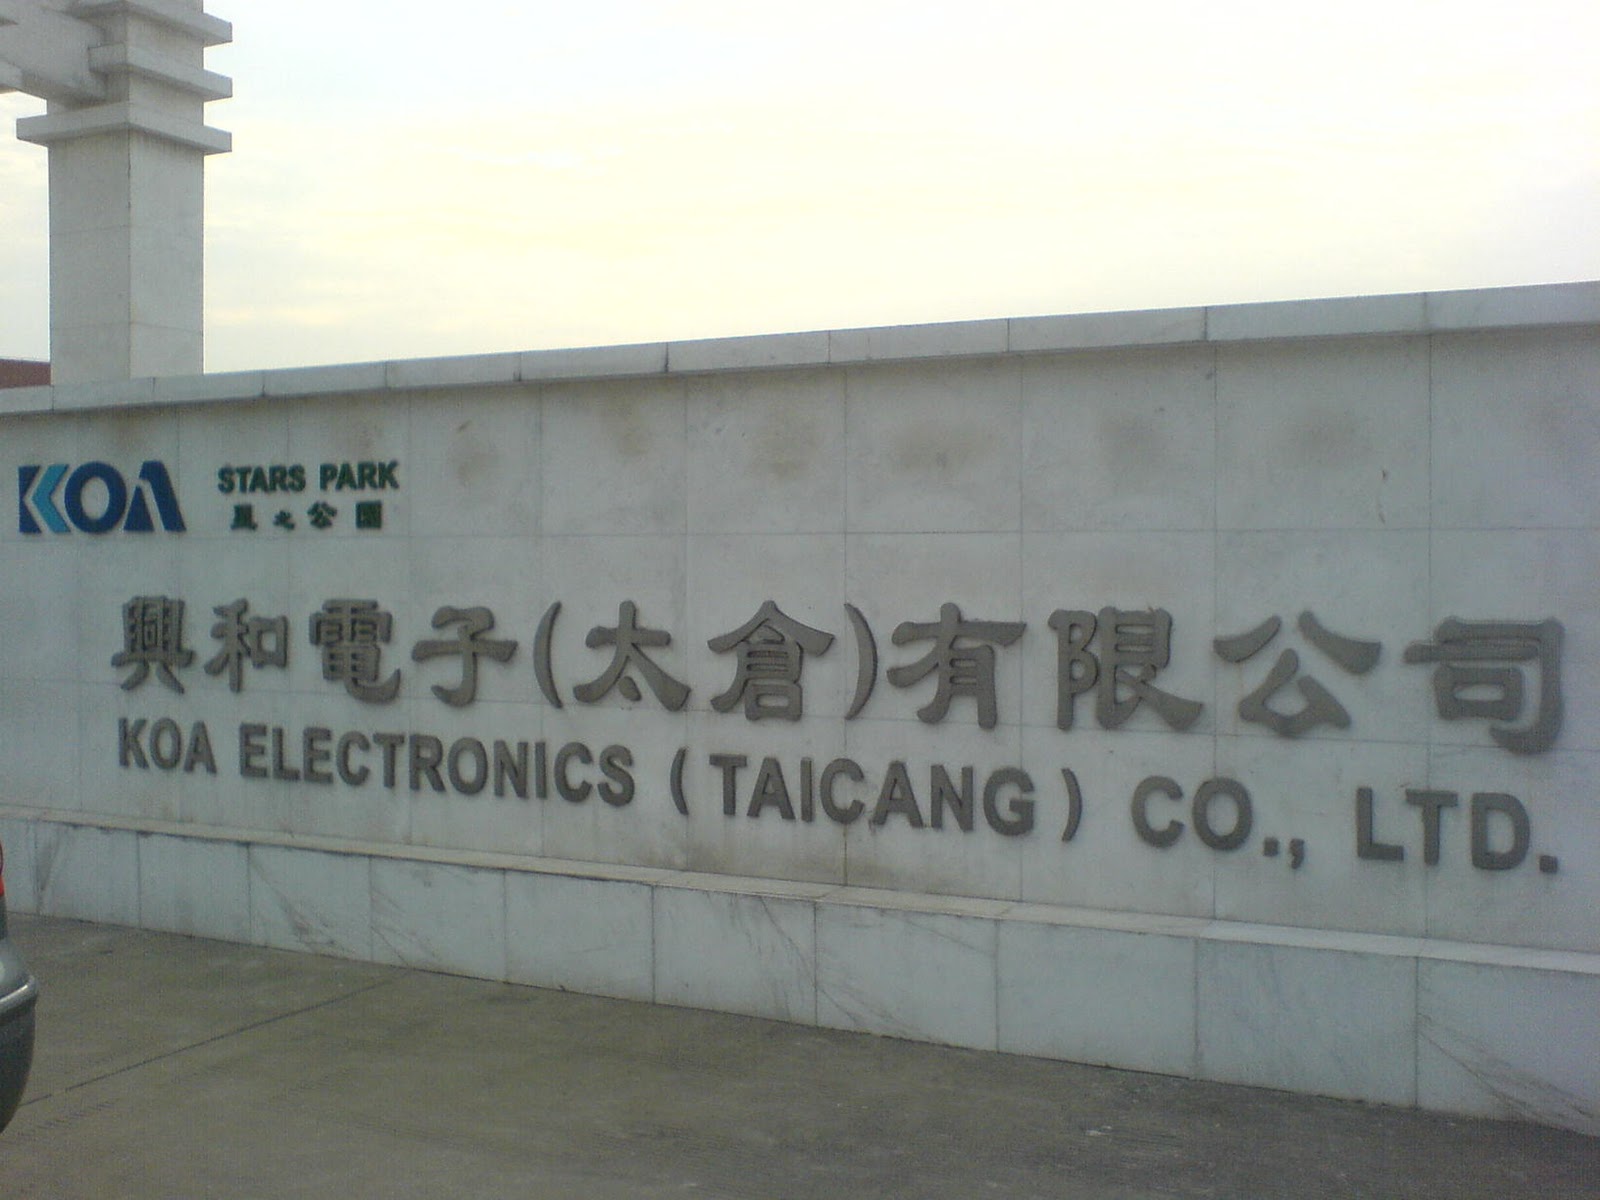 KOA STARS PARK
星之公園
興和電子(太倉)有限公司
KOA ELECTRONICS (TAICANG) CO., LTD.